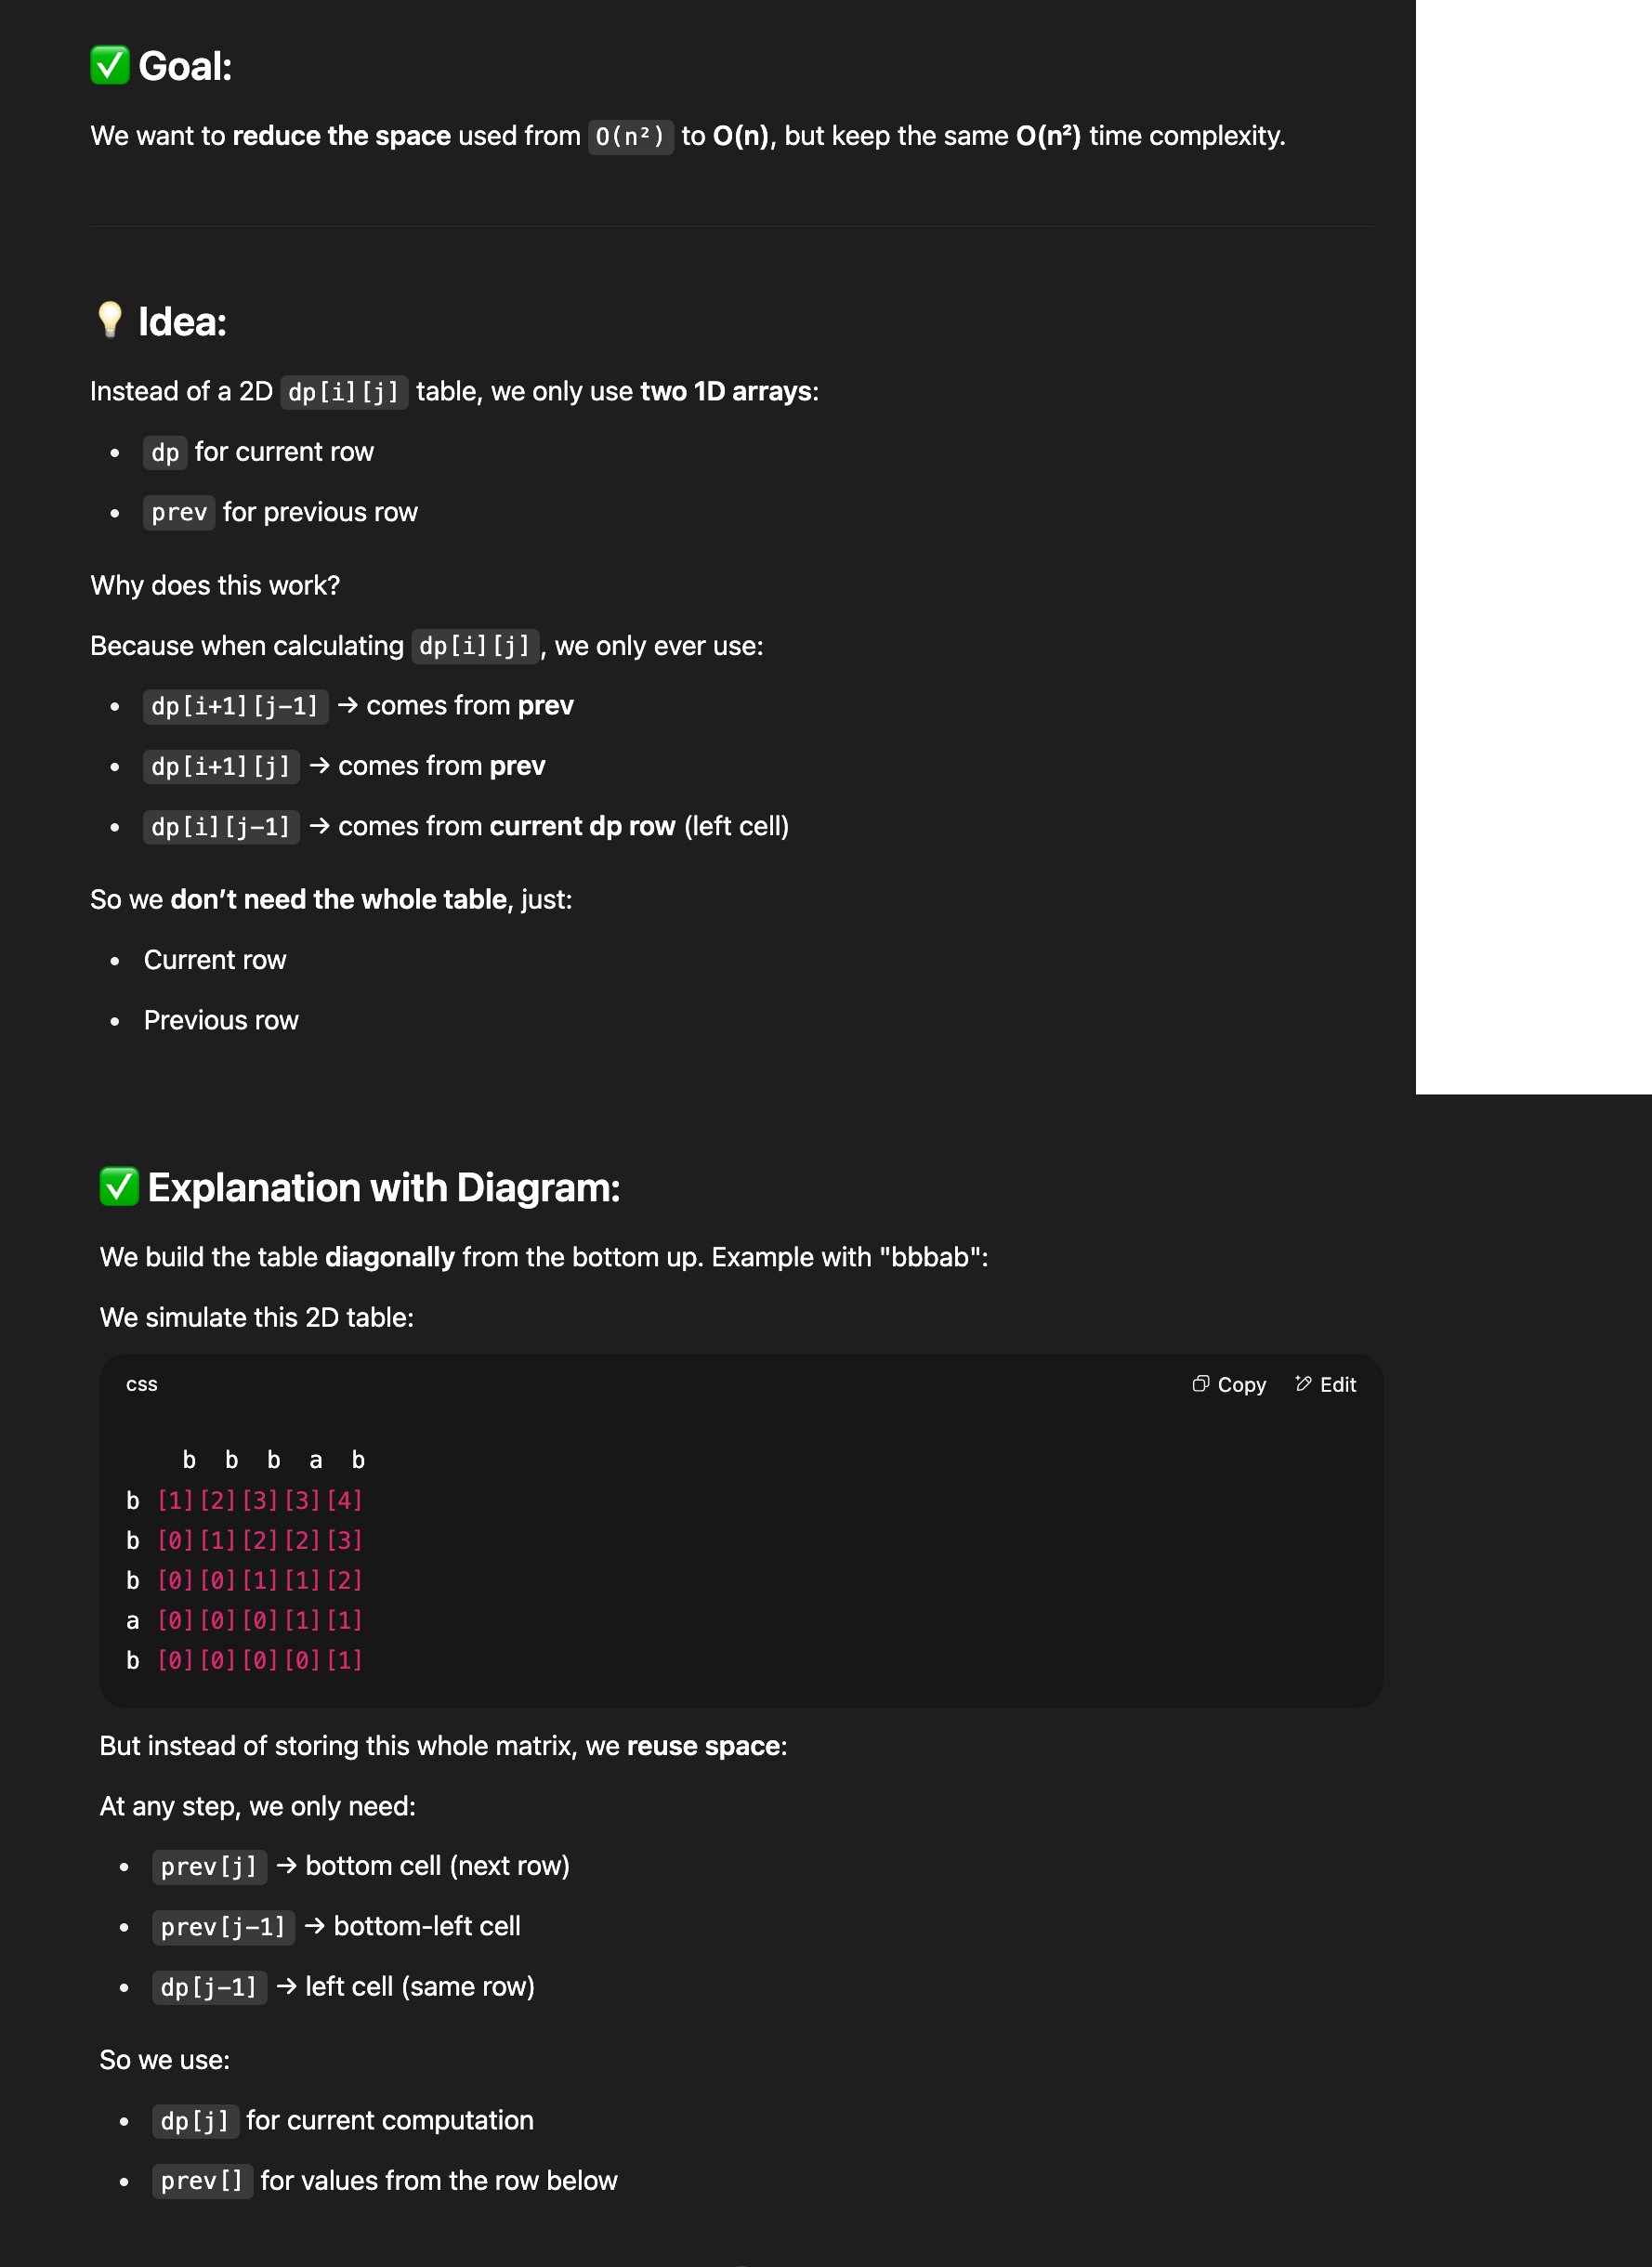 ✅ Goal:
We want to reduce the space used from O(n²) to O(n), but keep the same O(n²) time complexity.
💡 Idea:
Instead of a 2D dp[i][j] table, we only use two 1D arrays:
• dp for current row
• prev for previous row
Why does this work?
Because when calculating dp[i][j], we only ever use:
• dp[i+1][j-1] → comes from prev
• dp[i+1][j] → comes from prev
• dp[i][j-1] → comes from current dp row (left cell)
So we don’t need the whole table, just:
• Current row
• Previous row
✅ Explanation with Diagram:
We build the table diagonally from the bottom up. Example with "bbbab":
We simulate this 2D table:
css Copy Edit
b b b a b
b [1][2][3][3][4]
b [0][1][2][2][3]
b [0][0][1][1][2]
a [0][0][0][1][1]
b [0][0][0][0][1]
But instead of storing this whole matrix, we reuse space:
At any step, we only need:
• prev[j] → bottom cell (next row)
• prev[j-1] → bottom-left cell
• dp[j-1] → left cell (same row)
So we use:
• dp[j] for current computation
• prev[] for values from the row below